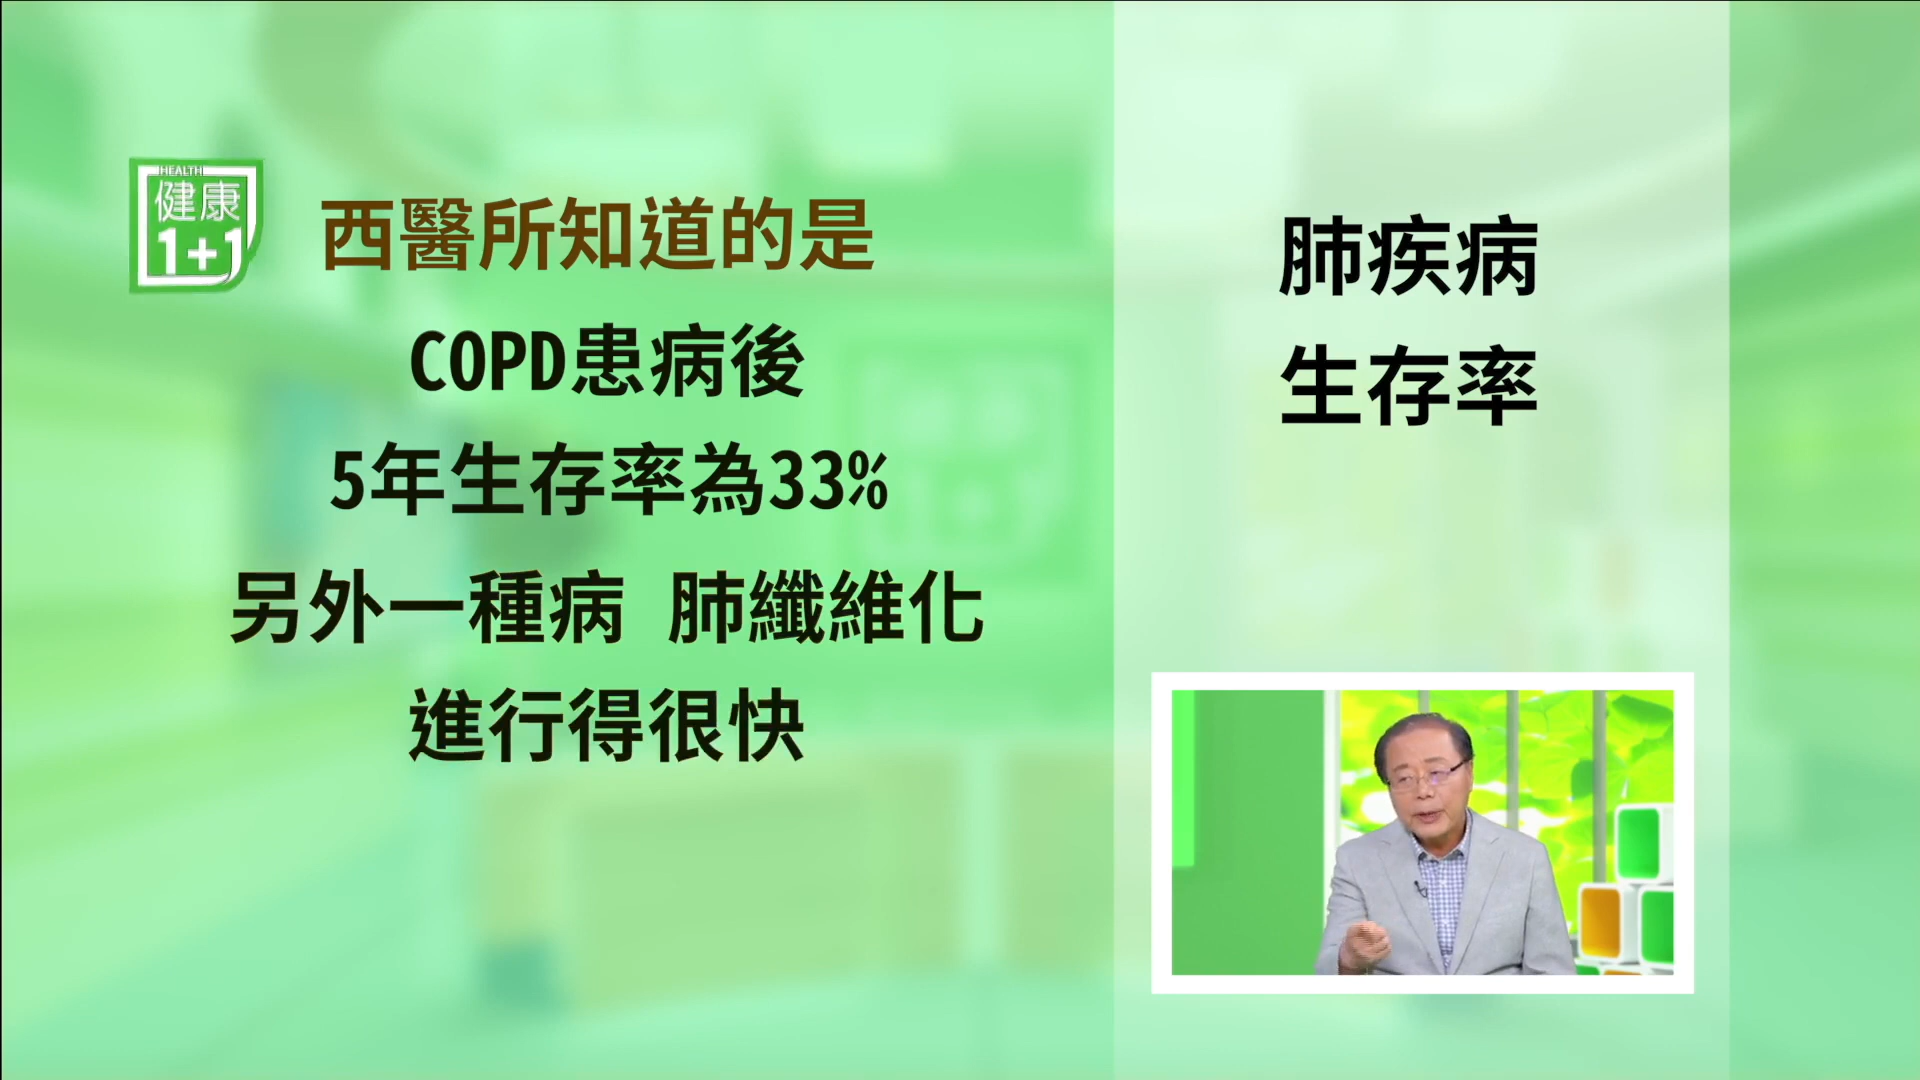 HEALTH
健康
1+1
西醫所知道的是
COPD患病後
5年生存率為33%
另外一種病 肺纖維化
進行得很快
肺疾病
生存率